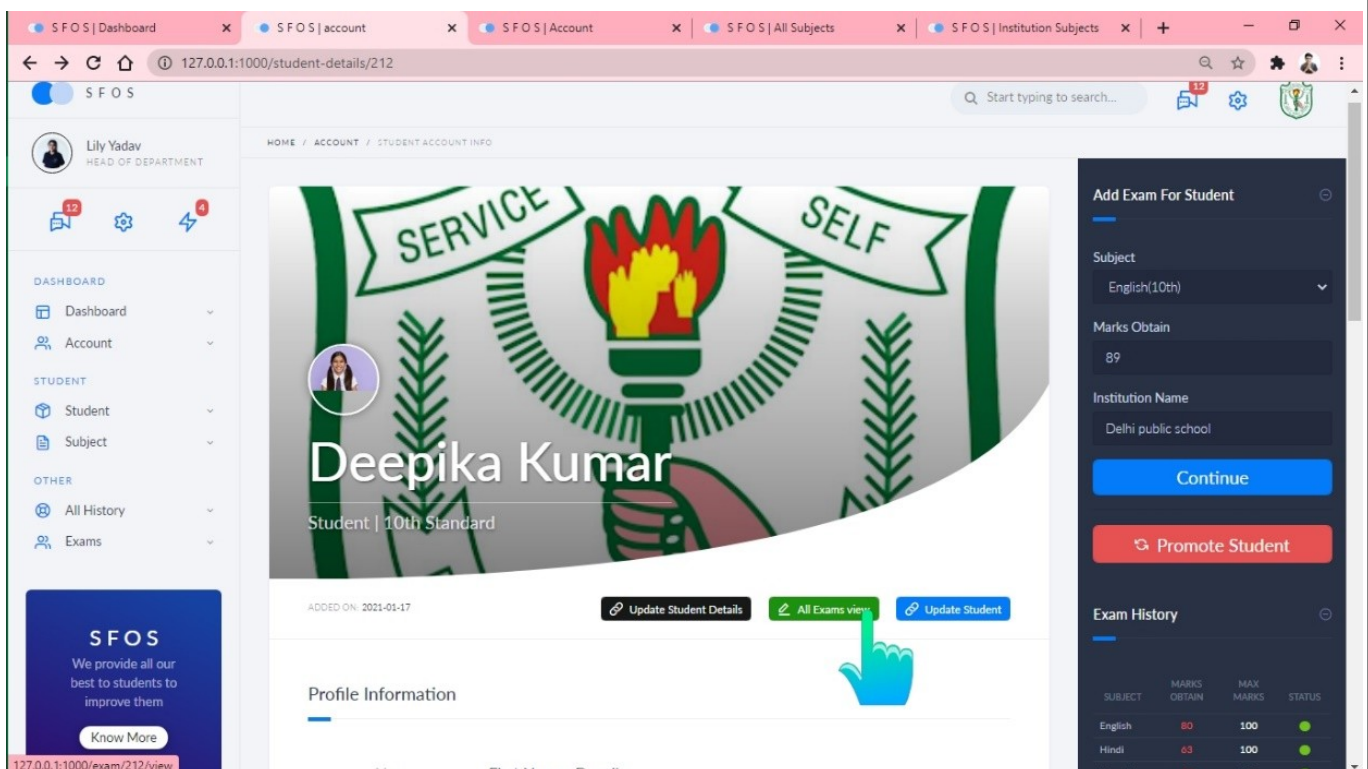 S F O S | Dashboard
S F O S | account
S F O S | Account
S F O S | All Subjects
S F O S | Institution Subjects
127.0.0.1:1000/student-details/212
S F O S
Start typing to search...
12
Lily Yadav
HEAD OF DEPARTMENT
12
4
HOME / ACCOUNT / STUDENT ACCOUNT INFO
DASHBOARD
Dashboard
Account
STUDENT
Student
Subject
OTHER
All History
Exams
S F O S
We provide all our
best to students to
improve them
Know More
127.0.0.1:1000/exam/212/view
SERVICE
SELF
Deepika Kumar
Student | 10th Standard
ADDED ON: 2021-01-17
Update Student Details
All Exams view
Update Student
Profile Information
Add Exam For Student
Subject
English(10th)
Marks Obtain
89
Institution Name
Delhi public school
Continue
Promote Student
Exam History
SUBJECT MARKS OBTAIN MAX MARKS STATUS
English 80 100
Hindi 63 100